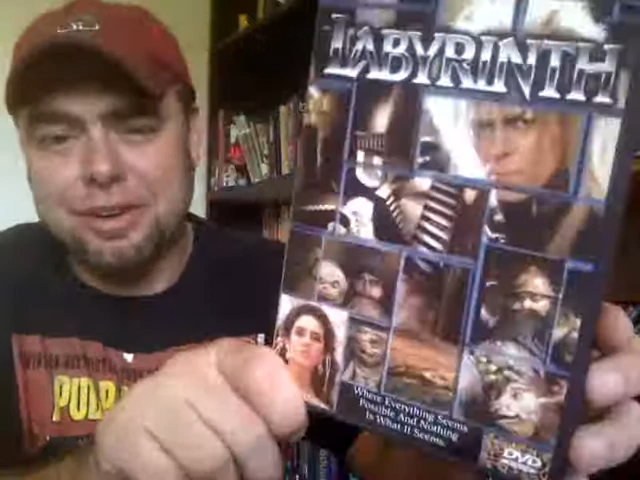 LABYRINTH
PULP
Where Everything Seems
Possible And Nothing
Is What It Seems.
DVD